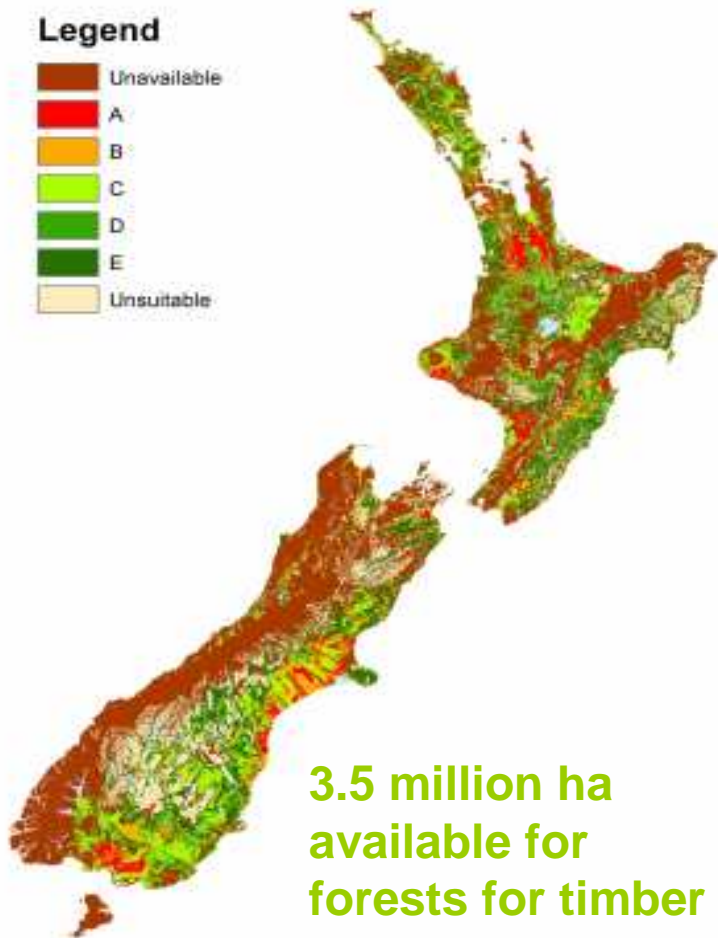 Legend
Unavailable
A
B
C
D
E
Unsuitable
3.5 million ha
available for
forests for timber